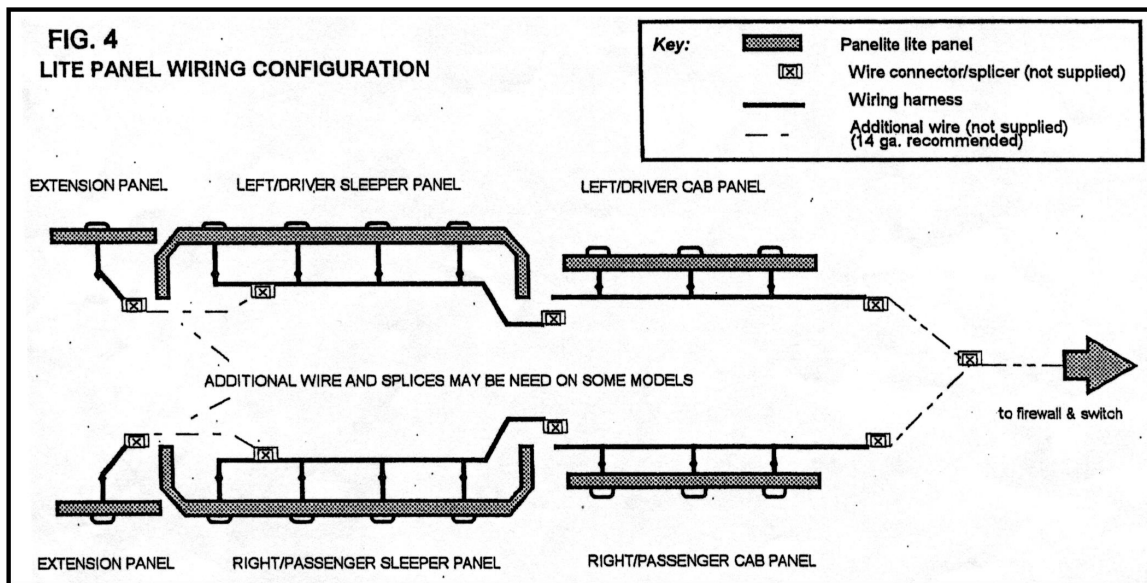 FIG. 4
LITE PANEL WIRING CONFIGURATION
Key:
Panelite lite panel
Wire connector/splicer (not supplied)
Wiring harness
Additional wire (not supplied)
(14 ga. recommended)
EXTENSION PANEL
LEFT/DRIVER SLEEPER PANEL
LEFT/DRIVER CAB PANEL
ADDITIONAL WIRE AND SPLICES MAY BE NEED ON SOME MODELS
to firewall & switch
EXTENSION PANEL
RIGHT/PASSENGER SLEEPER PANEL
RIGHT/PASSENGER CAB PANEL